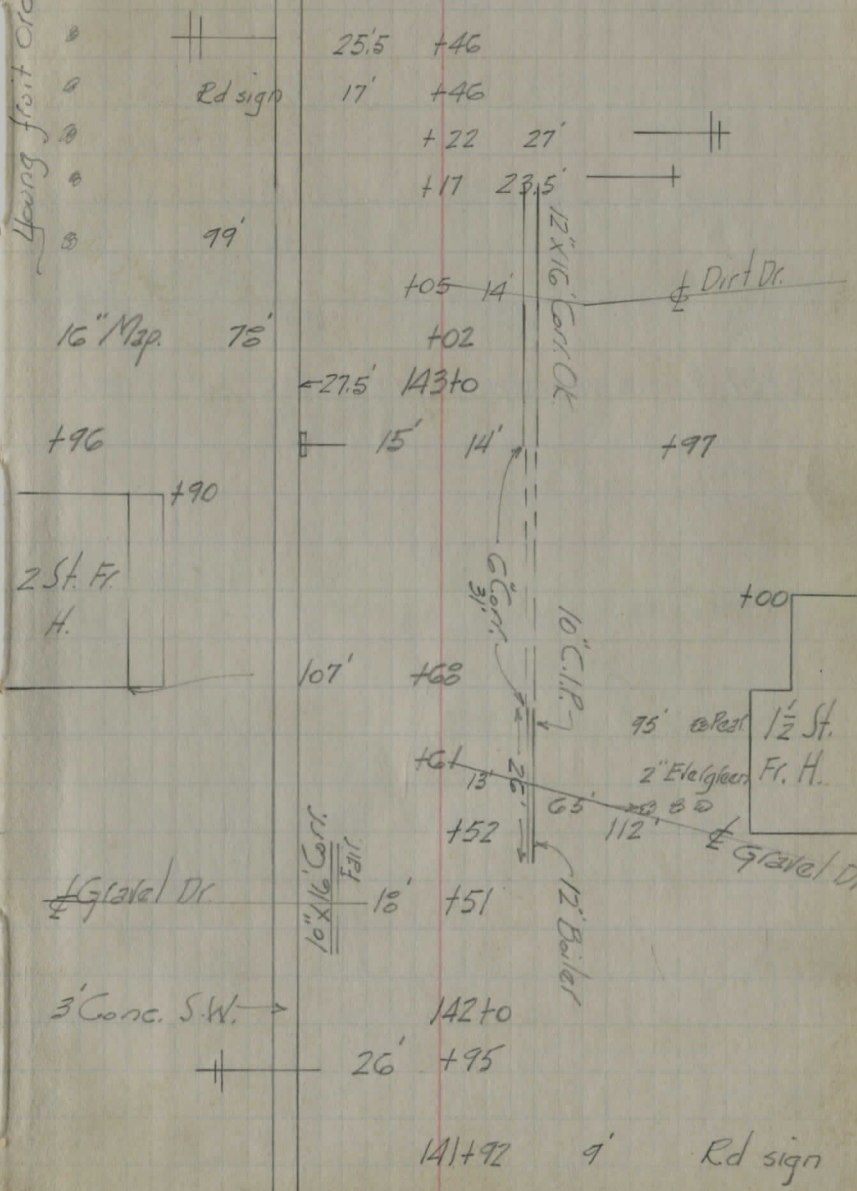 Young fruit
25.5 +46
Rd sign 17' +46
+22 27'
+17 23.5'
99'
+05 14' ℄ Dirt Dr.
12"X16' Corr. OK
16" Map. 78' +02
←27.5' 143+0
+96 15' 14' +97
+90
2 St. Fr.
H.
6" Corr.
31'
10" C.I.P.
+00
107' +68
95' Pear 1½ St.
+61 13' 26' 2" Evergreen Fr. H.
65'
+52 112'
℄ Gravel
℄ Gravel Dr. 18' +51
10"X16' Corr.
Fair
12" Boiler
3' Conc. S.W. → 142+0
26' +95
141+92 9' Rd sign